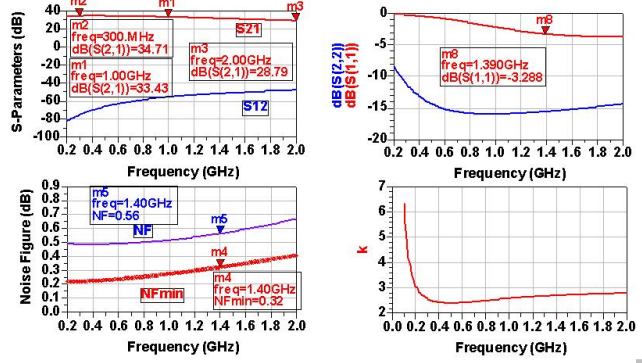 m2
m1
m3
40
20
0
-20
-40
-60
-80
-100
S-Parameters (dB)
m2
freq=300.MHz
dB(S(2,1))=34.71
m1
freq=1.00GHz
dB(S(2,1))=33.43
m3
freq=2.00GHz
dB(S(2,1))=28.79
S21
S12
0.2 0.4 0.6 0.8 1.0 1.2 1.4 1.6 1.8 2.0
Frequency (GHz)
0
-5
-10
-15
-20
dB(S(2,2))
dB(S(1,1))
m8
m8
freq=1.390GHz
dB(S(1,1))=-3.288
0.2 0.4 0.6 0.8 1.0 1.2 1.4 1.6 1.8 2.0
Frequency (GHz)
0.9
0.8
0.7
0.6
0.5
0.4
0.3
0.2
0.1
0.0
Noise Figure (dB)
m5
freq=1.40GHz
NF=0.56
NF
m5
m4
NFmin
m4
freq=1.40GHz
NFmin=0.32
0.2 0.4 0.6 0.8 1.0 1.2 1.4 1.6 1.8 2.0
Frequency (GHz)
7
6
5
4
3
2
k
0.0 0.2 0.4 0.6 0.8 1.0 1.2 1.4 1.6 1.8 2.0
Frequency (GHz)